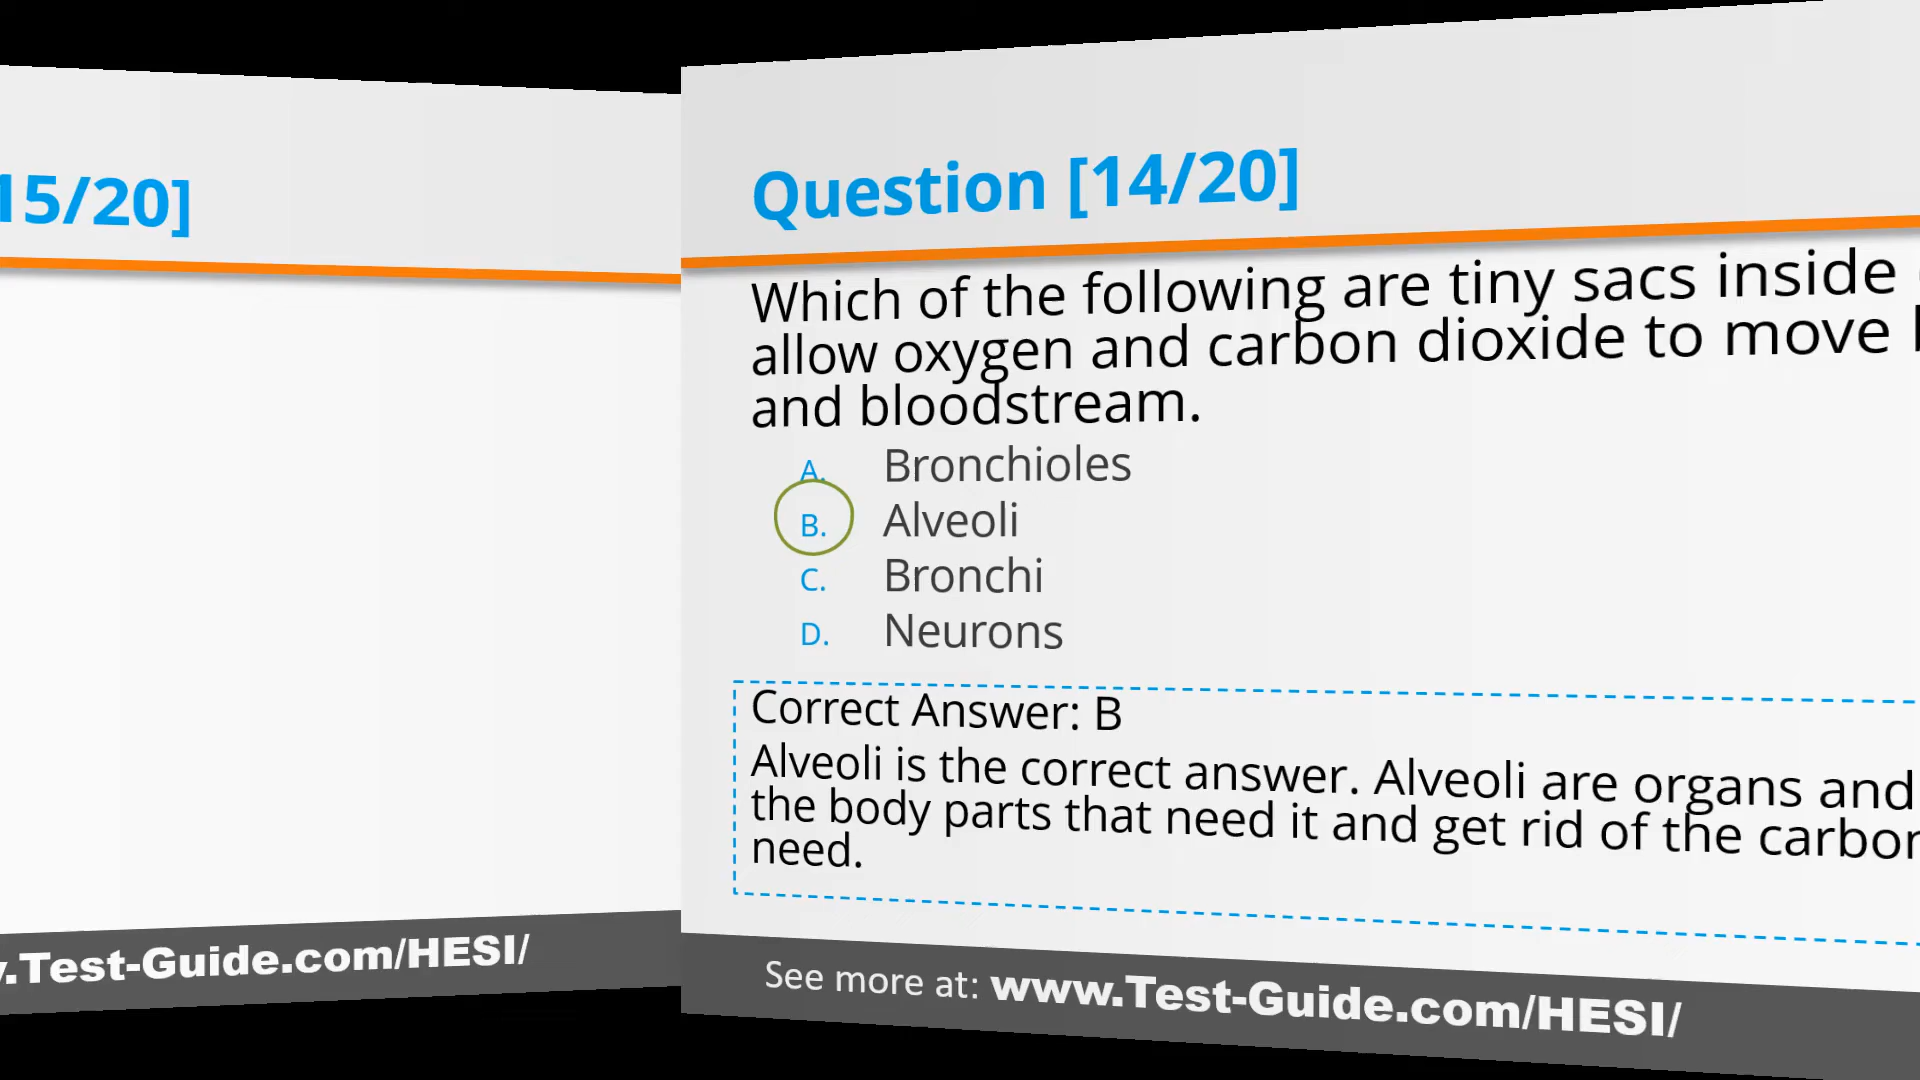 15/20]
.Test-Guide.com/HESI/
Question [14/20]
Which of the following are tiny sacs inside
allow oxygen and carbon dioxide to move
and bloodstream.
A. Bronchioles
B. Alveoli
C. Bronchi
D. Neurons
Correct Answer: B
Alveoli is the correct answer. Alveoli are organs and
the body parts that need it and get rid of the carbon
need.
See more at: www.Test-Guide.com/HESI/